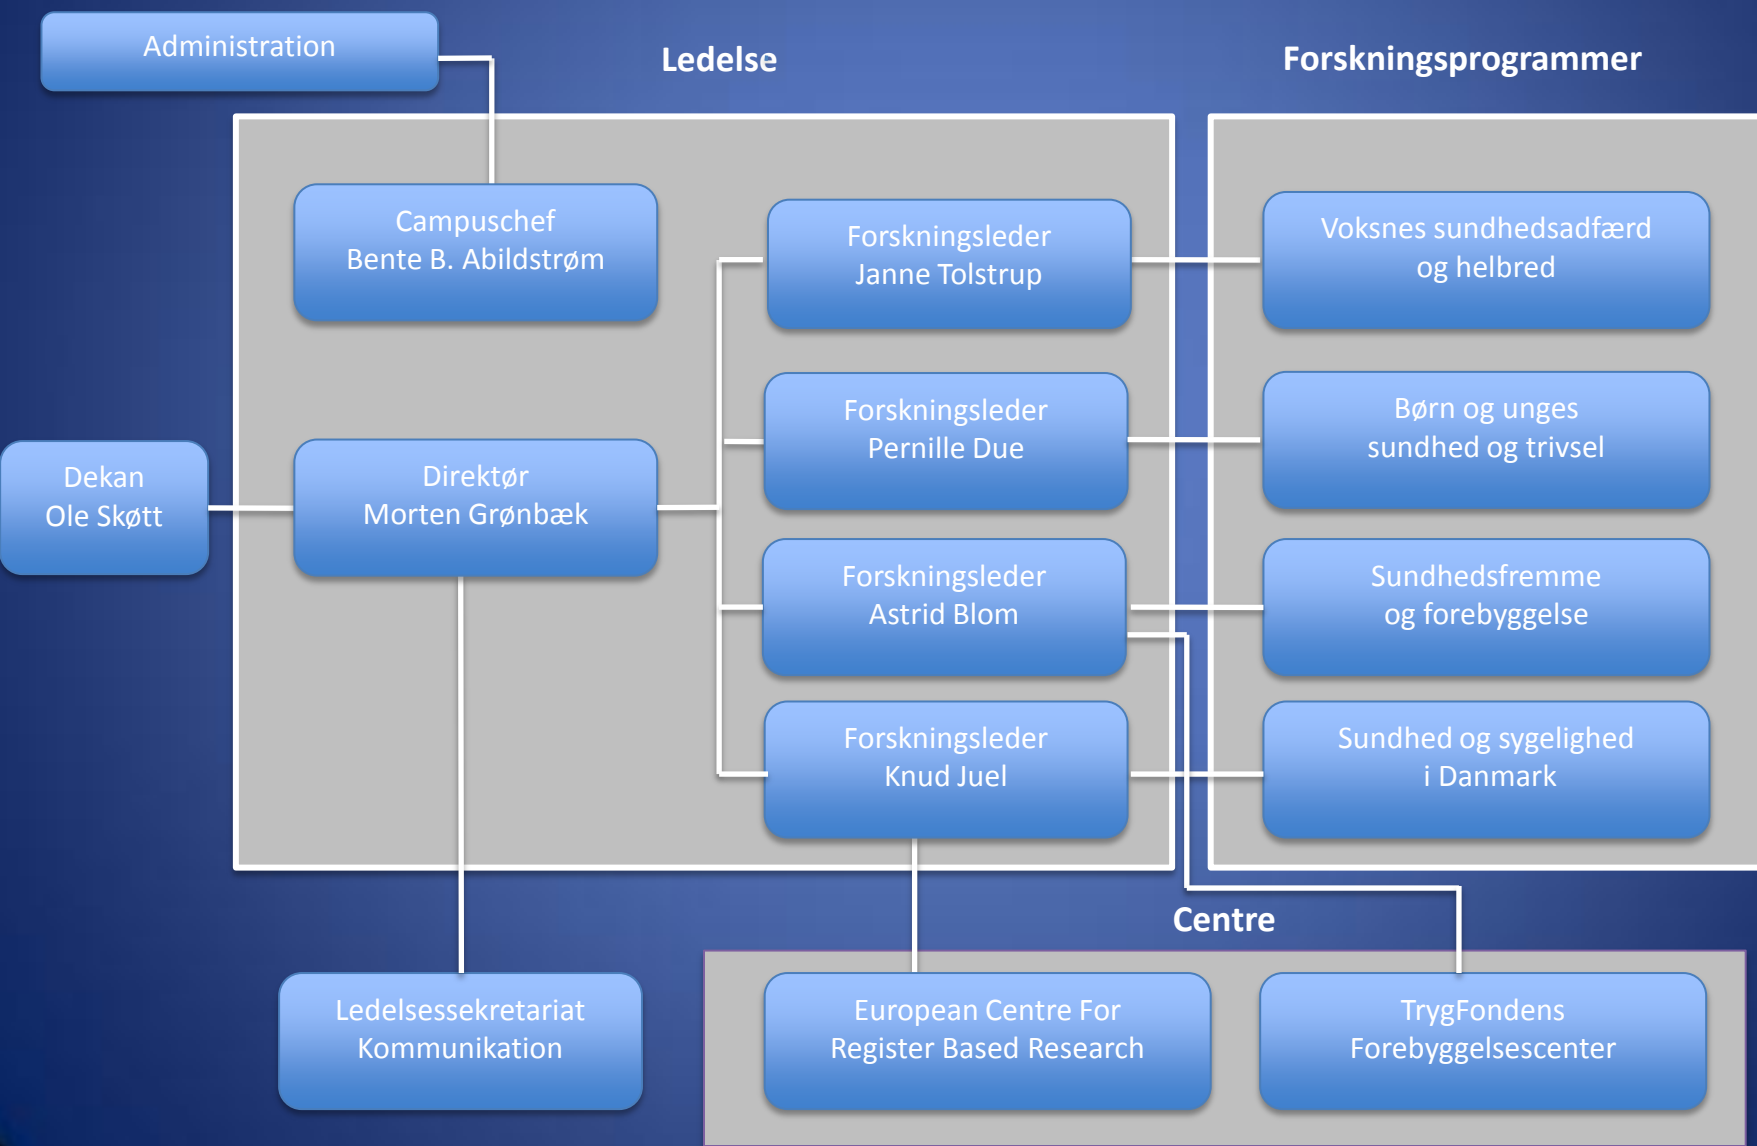 Administration
Ledelse
Forskningsprogrammer
Campuschef
Bente B. Abildstrøm
Forskningsleder
Janne Tolstrup
Voksnes sundhedsadfærd
og helbred
Forskningsleder
Pernille Due
Børn og unges
sundhed og trivsel
Dekan
Ole Skøtt
Direktør
Morten Grønbæk
Forskningsleder
Astrid Blom
Sundhedsfremme
og forebyggelse
Forskningsleder
Knud Juel
Sundhed og sygelighed
i Danmark
Centre
Ledelsessekretariat
Kommunikation
European Centre For
Register Based Research
TrygFondens
Forebyggelsescenter